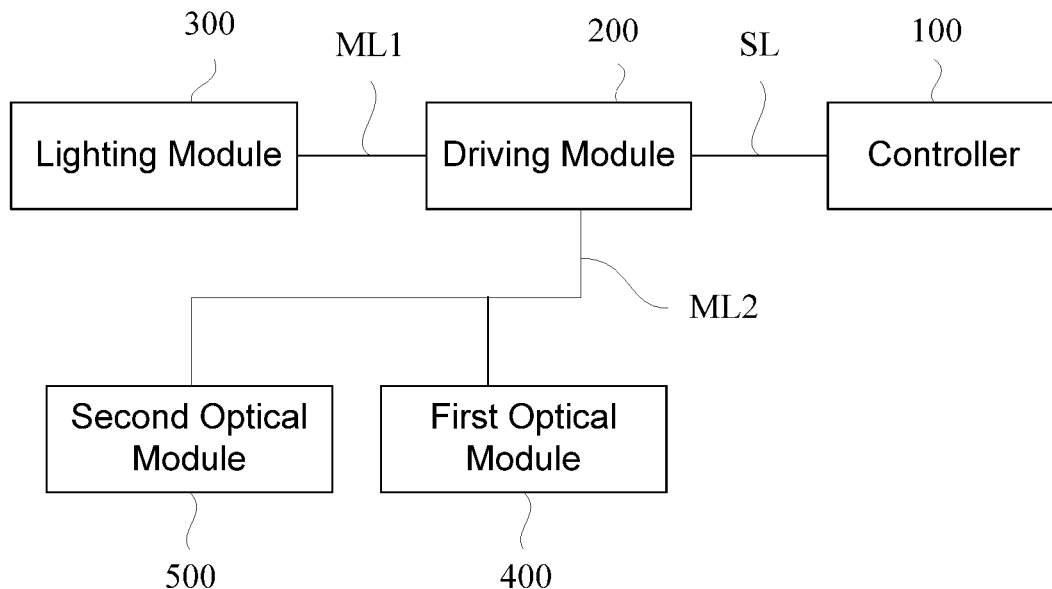 300
ML1
200
SL
100
Lighting Module
Driving Module
Controller
ML2
Second Optical
Module
First Optical
Module
500
400